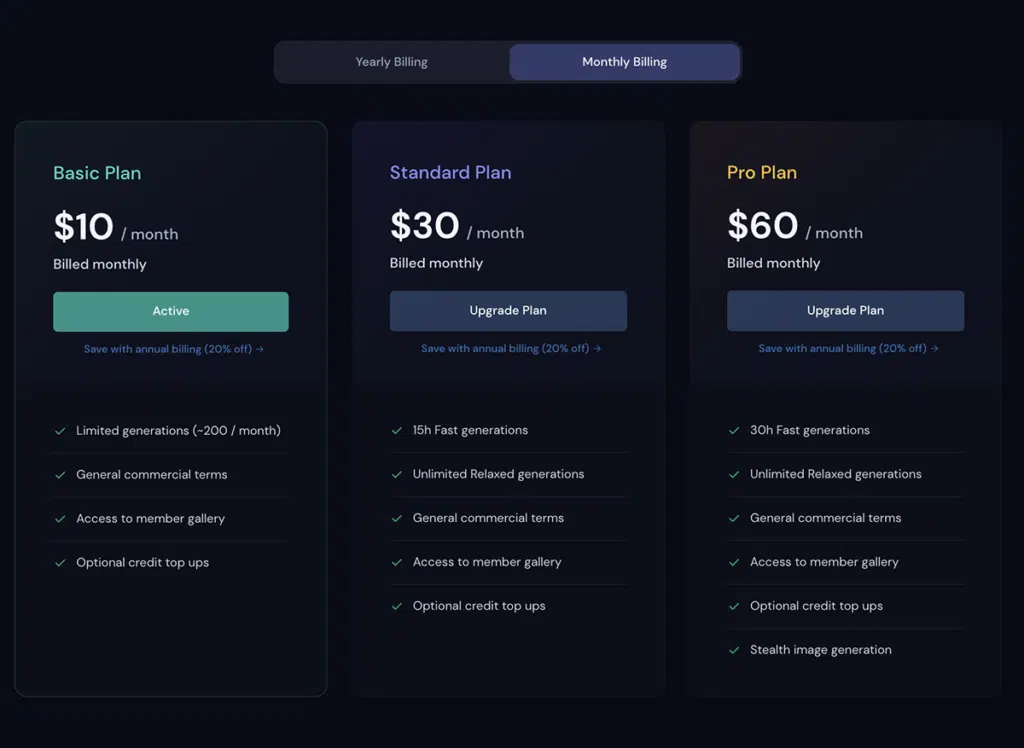 Yearly Billing
Monthly Billing
Basic Plan
$10 / month
Billed monthly
Active
Save with annual billing (20% off) →
Limited generations (~200 / month)
General commercial terms
Access to member gallery
Optional credit top ups
Standard Plan
$30 / month
Billed monthly
Upgrade Plan
Save with annual billing (20% off) →
15h Fast generations
Unlimited Relaxed generations
General commercial terms
Access to member gallery
Optional credit top ups
Pro Plan
$60 / month
Billed monthly
Upgrade Plan
Save with annual billing (20% off) →
30h Fast generations
Unlimited Relaxed generations
General commercial terms
Access to member gallery
Optional credit top ups
Stealth image generation